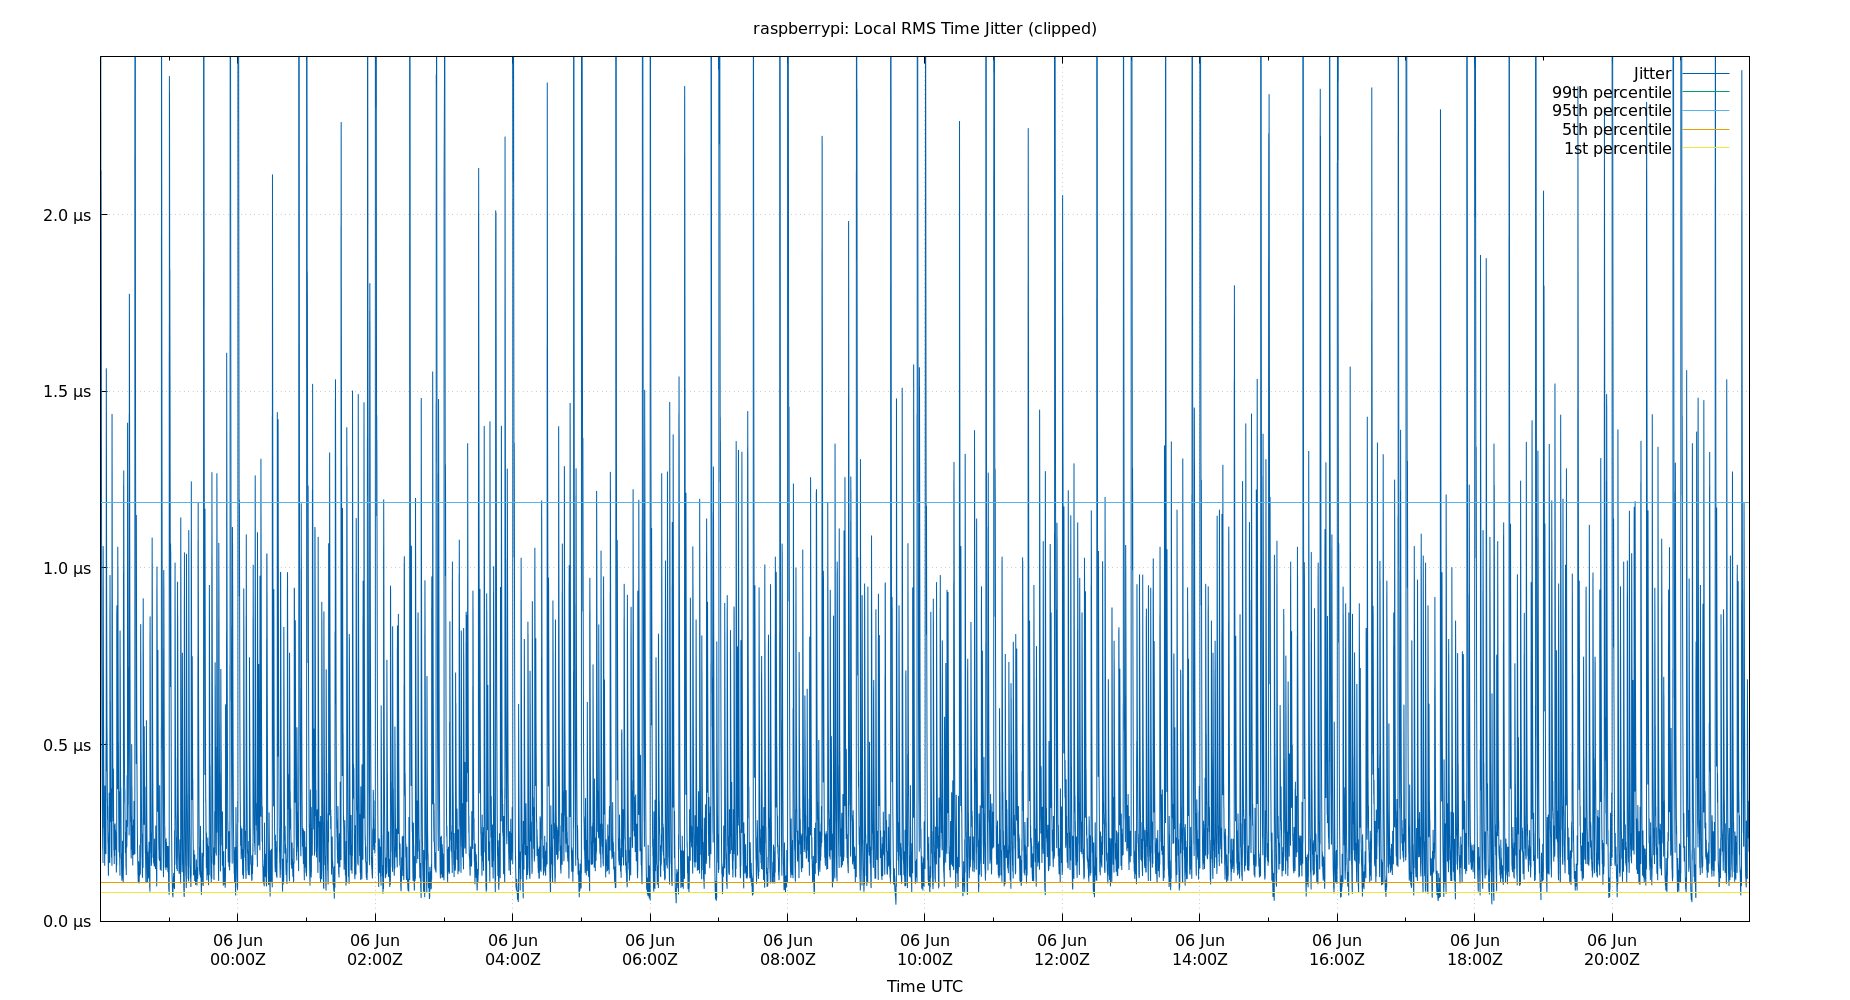 raspberrypi: Local RMS Time Jitter (clipped)
Jitter
99th percentile
95th percentile
5th percentile
1st percentile
2.0 µs
1.5 µs
1.0 µs
0.5 µs
0.0 µs
06 Jun 06 Jun 06 Jun 06 Jun 06 Jun 06 Jun 06 Jun 06 Jun 06 Jun 06 Jun 06 Jun
00:00Z 02:00Z 04:00Z 06:00Z 08:00Z 10:00Z 12:00Z 14:00Z 16:00Z 18:00Z 20:00Z
Time UTC